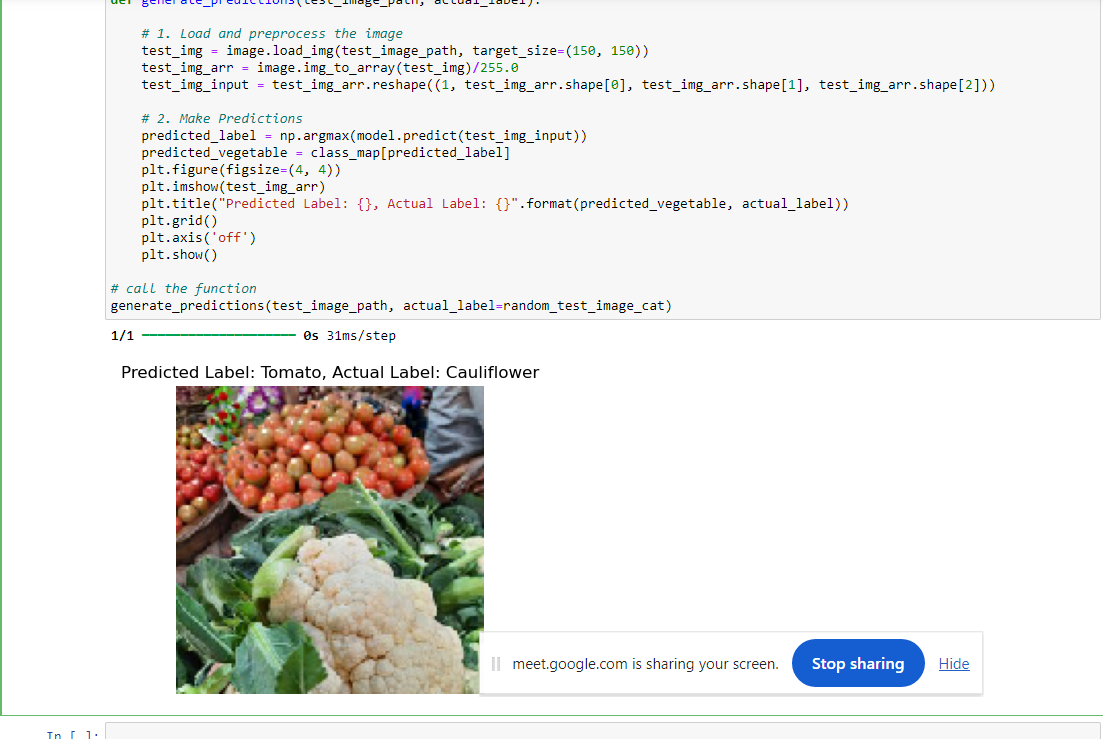 def generate_predictions(test_image_path, actual_label):
# 1. Load and preprocess the image
test_img = image.load_img(test_image_path, target_size=(150, 150))
test_img_arr = image.img_to_array(test_img)/255.0
test_img_input = test_img_arr.reshape((1, test_img_arr.shape[0], test_img_arr.shape[1], test_img_arr.shape[2]))
# 2. Make Predictions
predicted_label = np.argmax(model.predict(test_img_input))
predicted_vegetable = class_map[predicted_label]
plt.figure(figsize=(4, 4))
plt.imshow(test_img_arr)
plt.title("Predicted Label: {}, Actual Label: {}".format(predicted_vegetable, actual_label))
plt.grid()
plt.axis('off')
plt.show()
# call the function
generate_predictions(test_image_path, actual_label=random_test_image_cat)
1/1 0s 31ms/step
Predicted Label: Tomato, Actual Label: Cauliflower
meet.google.com is sharing your screen. Stop sharing Hide
In [ ]: